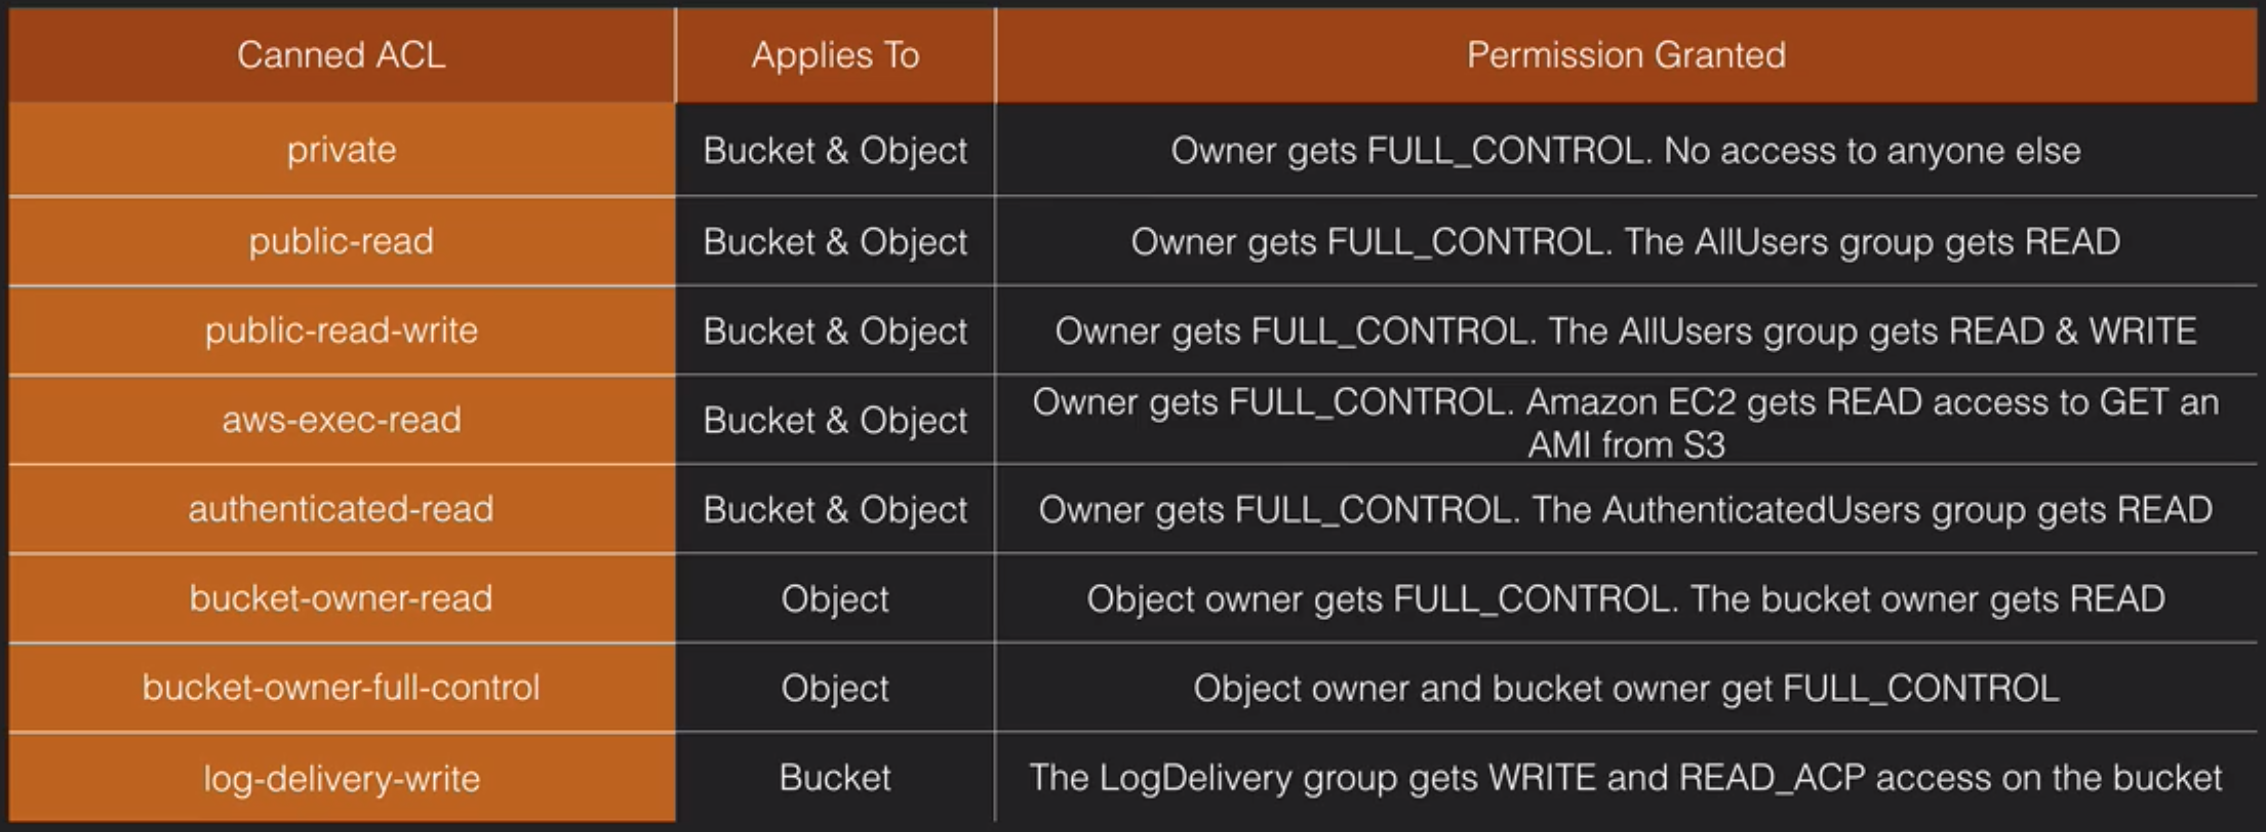 Canned ACL Applies To Permission Granted
private Bucket & Object Owner gets FULL_CONTROL. No access to anyone else
public-read Bucket & Object Owner gets FULL_CONTROL. The AllUsers group gets READ
public-read-write Bucket & Object Owner gets FULL_CONTROL. The AllUsers group gets READ & WRITE
aws-exec-read Bucket & Object Owner gets FULL_CONTROL. Amazon EC2 gets READ access to GET an
AMI from S3
authenticated-read Bucket & Object Owner gets FULL_CONTROL. The AuthenticatedUsers group gets READ
bucket-owner-read Object Object owner gets FULL_CONTROL. The bucket owner gets READ
bucket-owner-full-control Object Object owner and bucket owner get FULL_CONTROL
log-delivery-write Bucket The LogDelivery group gets WRITE and READ_ACP access on the bucket